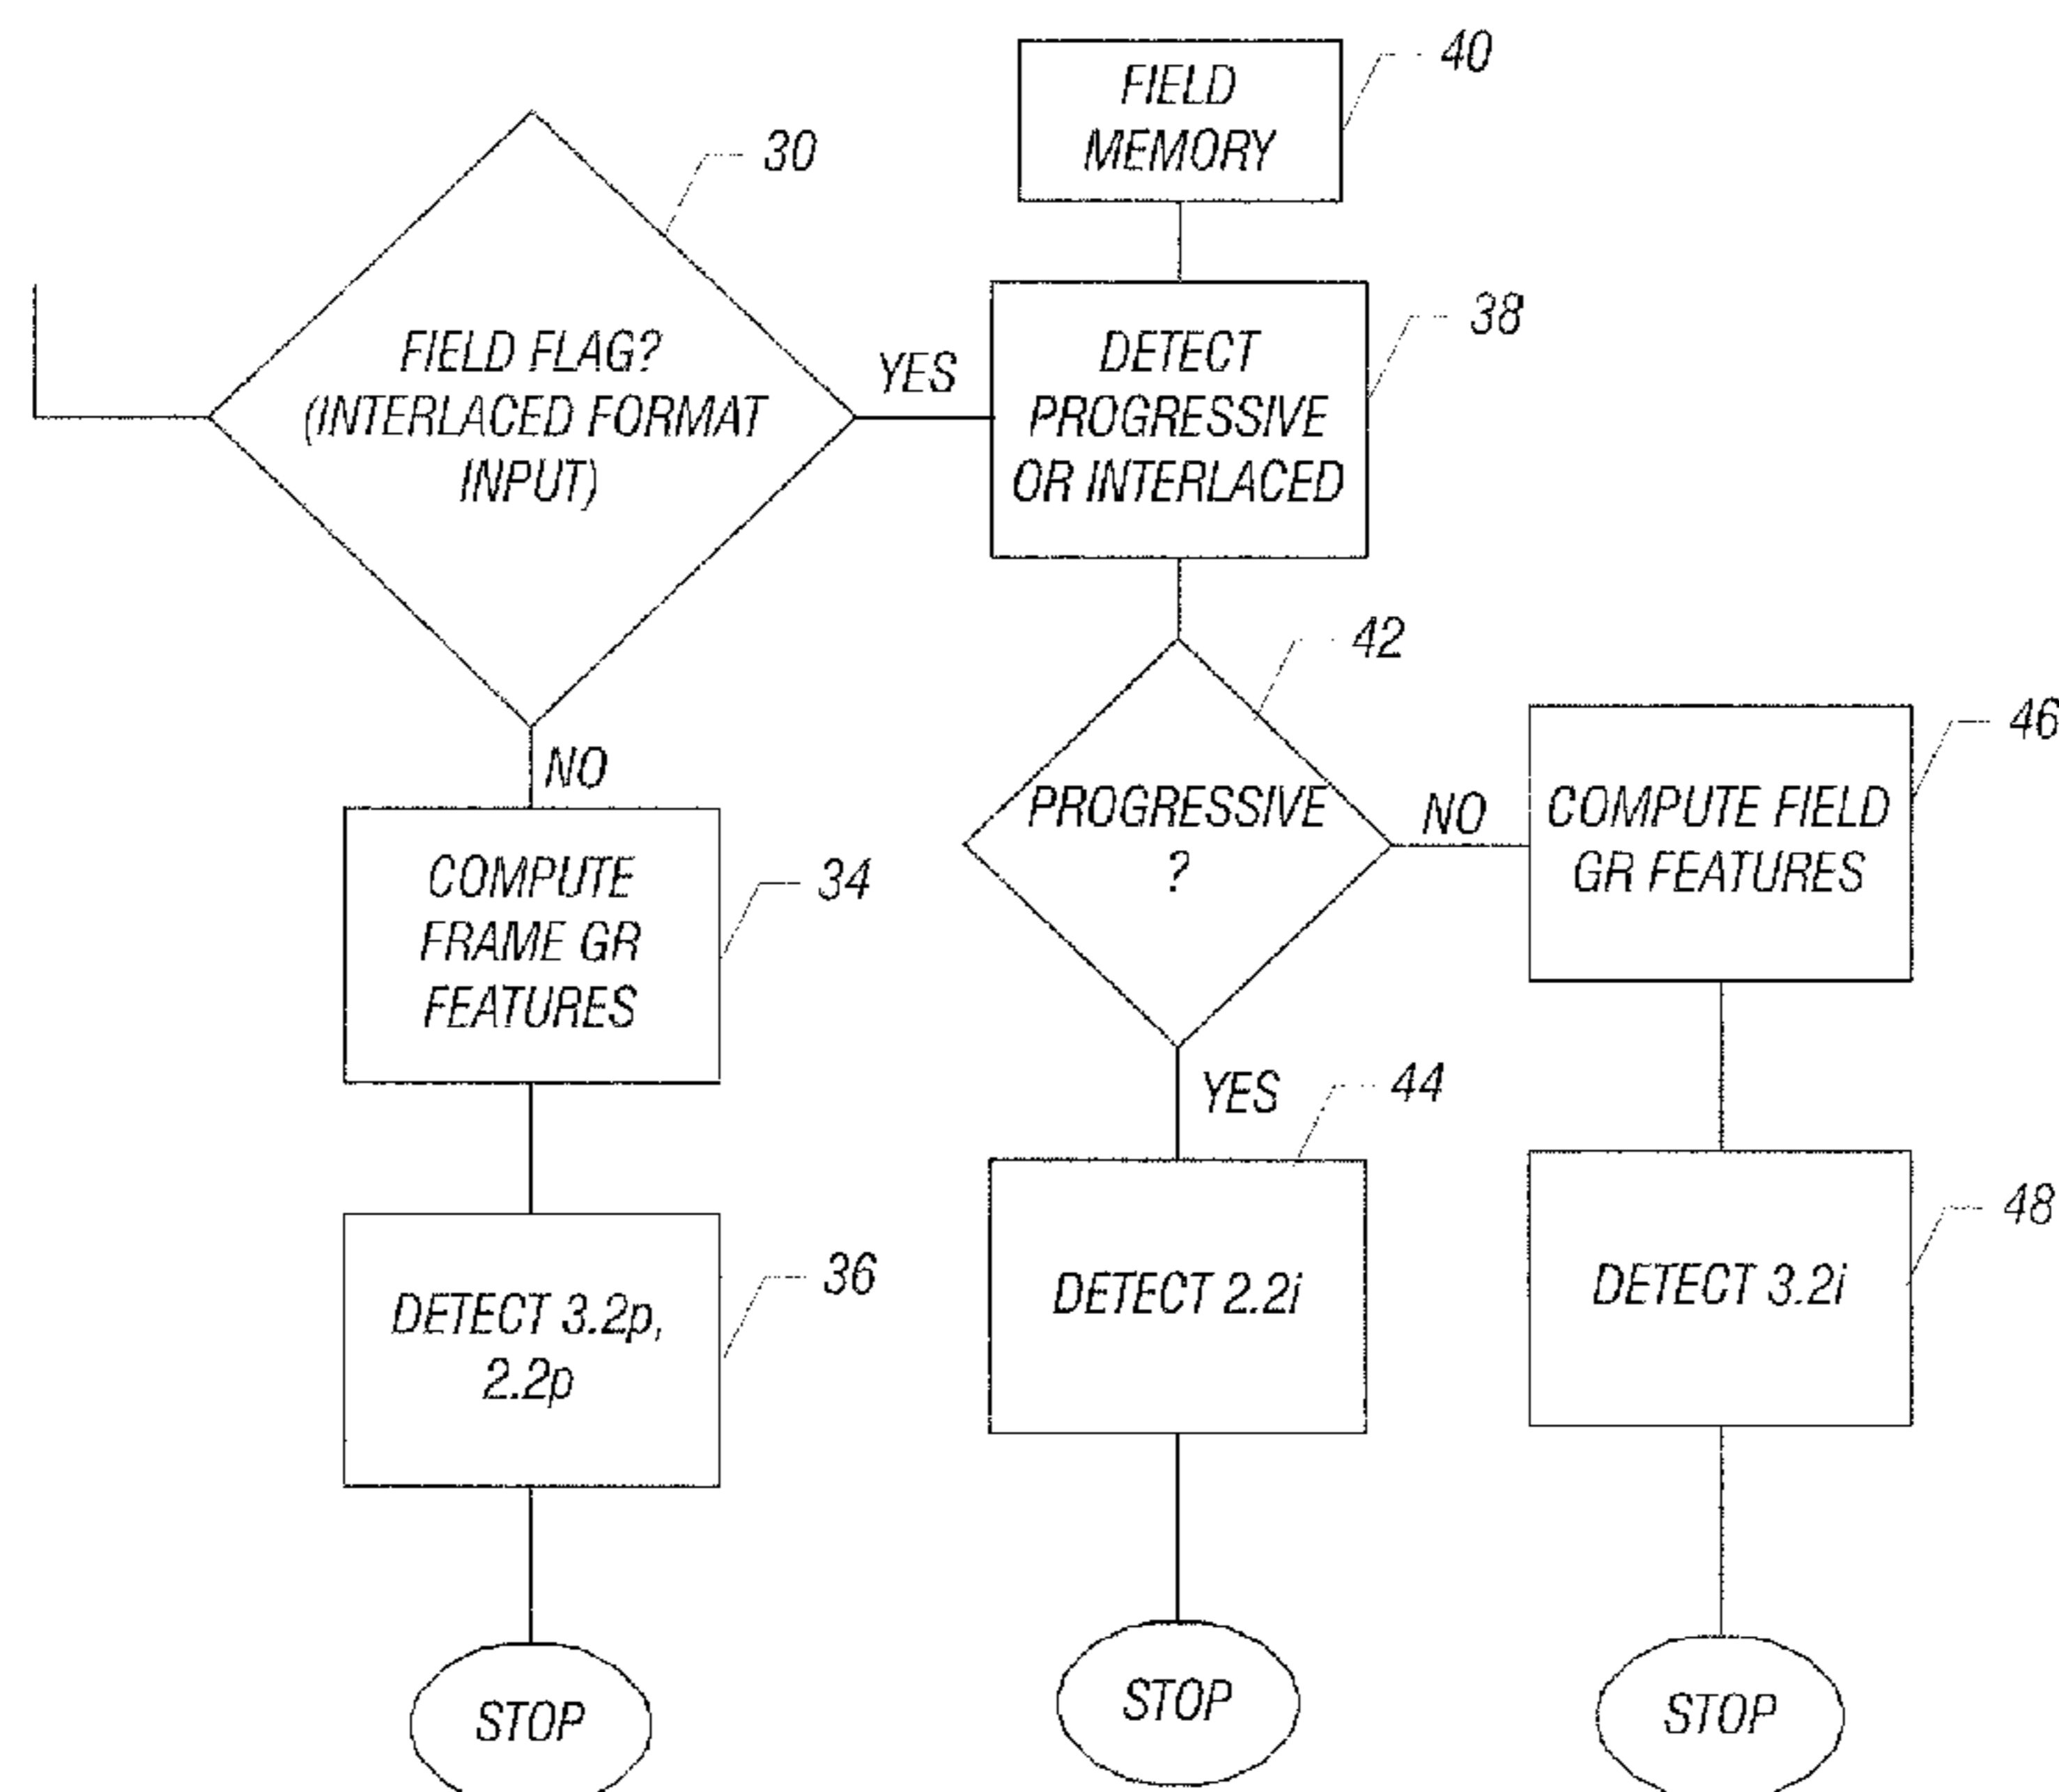 FIELD
MEMORY
40
30
FIELD FLAG?
(INTERLACED FORMAT
INPUT)
YES
DETECT
PROGRESSIVE
OR INTERLACED
38
NO
42
PROGRESSIVE
?
NO
COMPUTE FIELD
GR FEATURES
46
COMPUTE
FRAME GR
FEATURES
34
YES
44
DETECT 3.2p,
2.2p
36
DETECT 2.2i
DETECT 3.2i
48
STOP
STOP
STOP